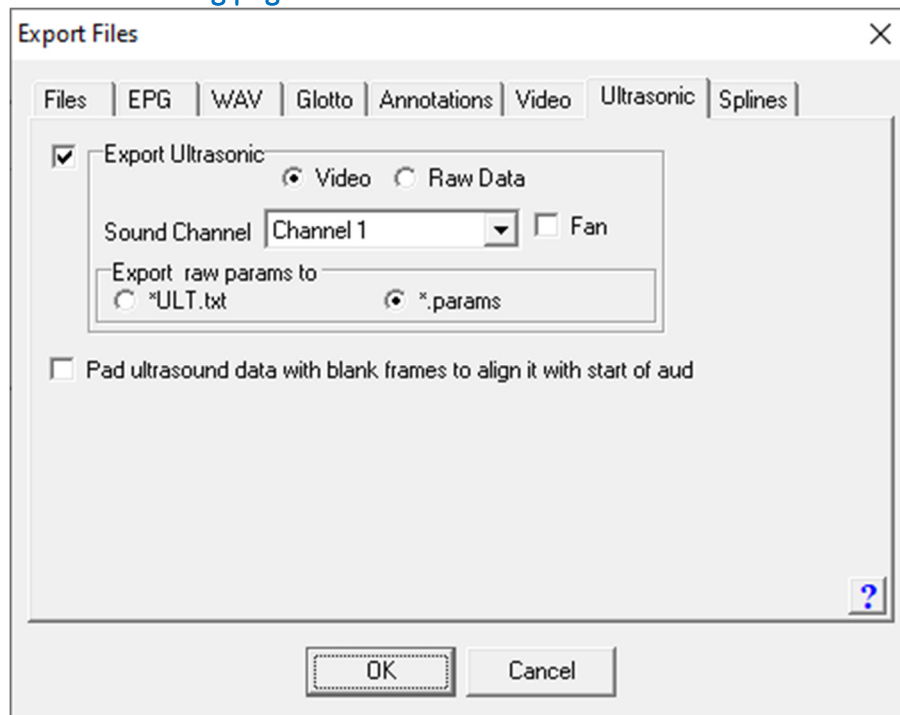 Export Files
Files EPG WAV Glotto Annotations Video Ultrasonic Splines
Export Ultrasonic
Video Raw Data
Sound Channel Channel 1 Fan
Export raw params to
*ULT.txt *.params
Pad ultrasound data with blank frames to align it with start of aud
?
OK Cancel